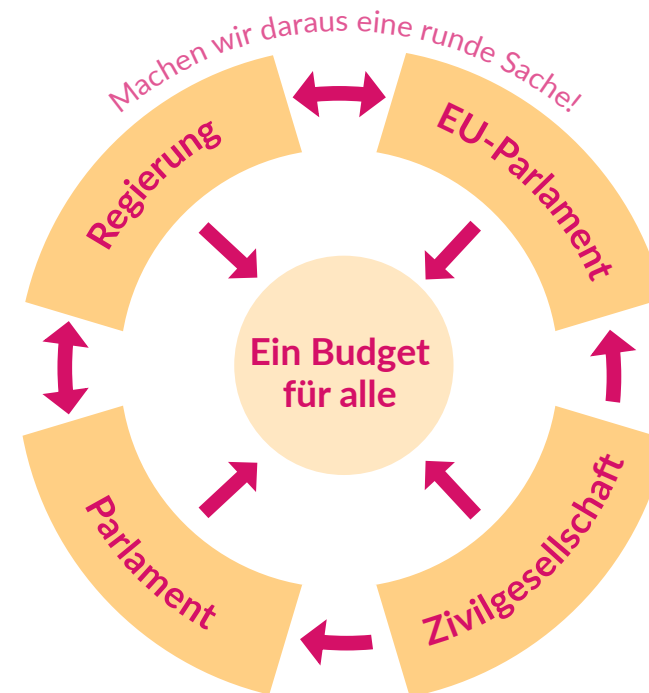 Machen wir daraus eine runde Sache!
Regierung
EU-Parlament
Ein Budget
für alle
Parlament
Zivilgesellschaft